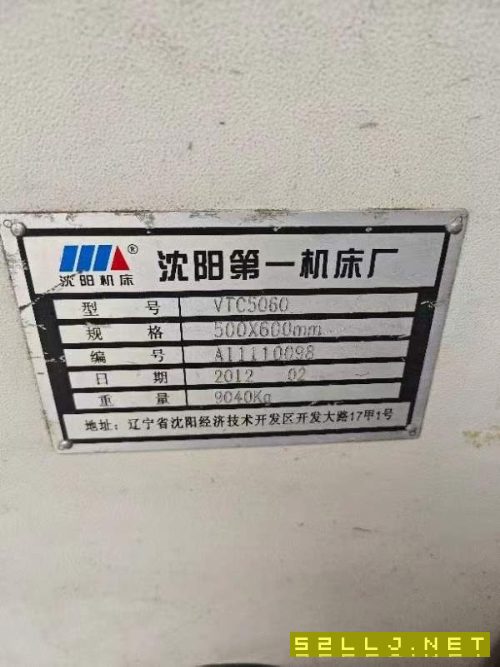 沈阳机床® 沈阳第一机床厂
型 号 VTC5060
规 格 500X600mm
编 号 A11110098
日 期 2012 02
重 量 9040Kg
地址:辽宁省沈阳经济技术开发区开发大路17甲1号
52LLJ.NET